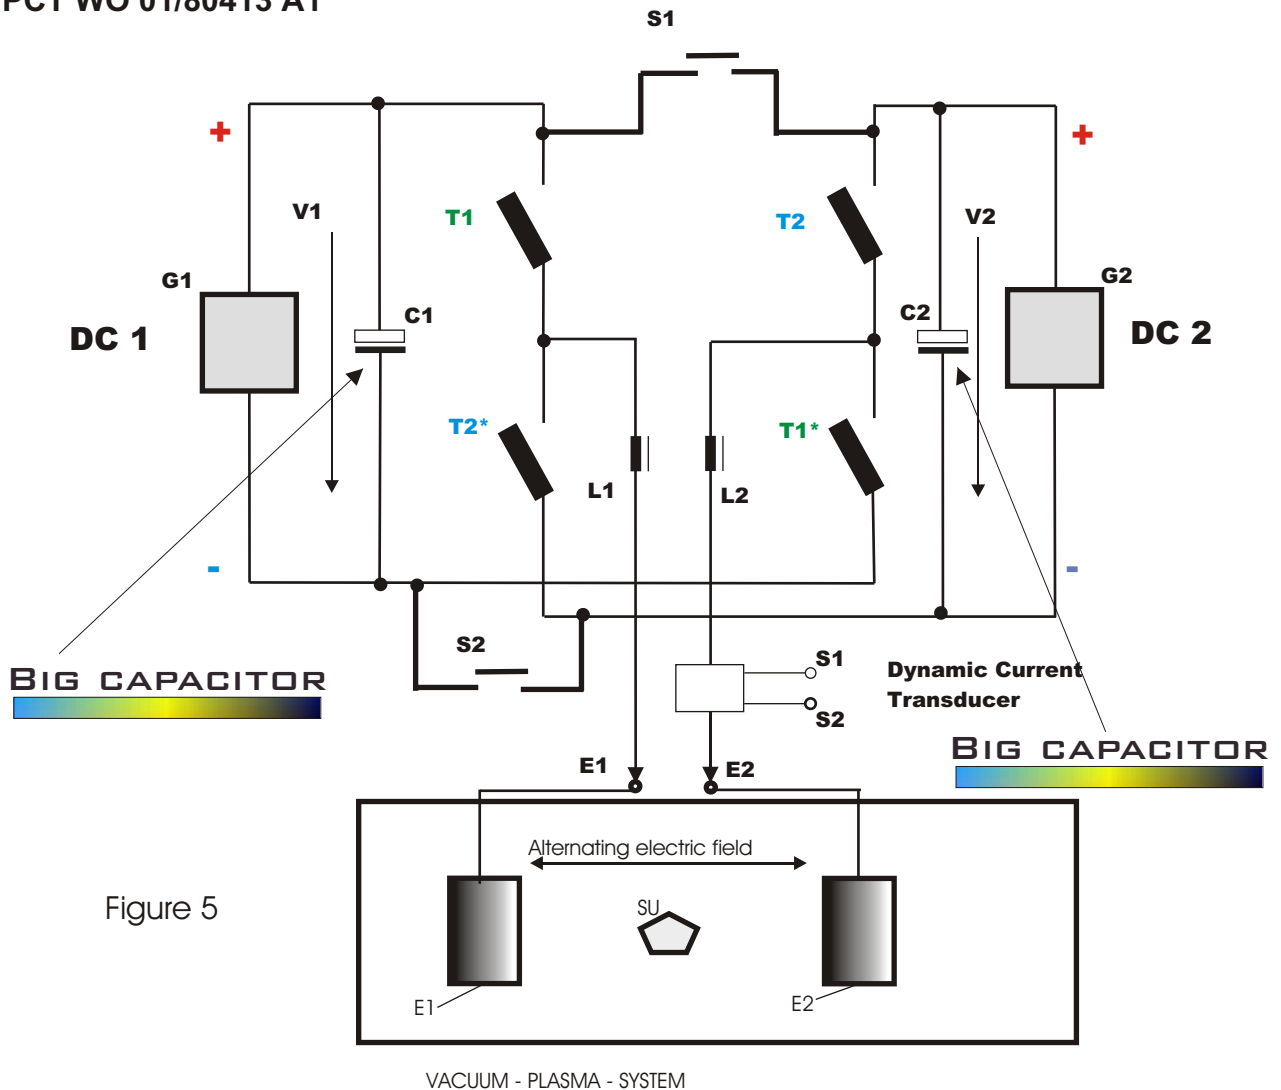 PCT WO 01/80413 A1
S1
+
+
V1
T1
T2
V2
G1
G2
C1
C2
DC 1
DC 2
T2*
T1*
L1
L2
-
-
S2
BIG CAPACITOR
S1
S2
Dynamic Current
Transducer
BIG CAPACITOR
E1
E2
Alternating electric field
Figure 5
SU
E1
E2
VACUUM - PLASMA - SYSTEM